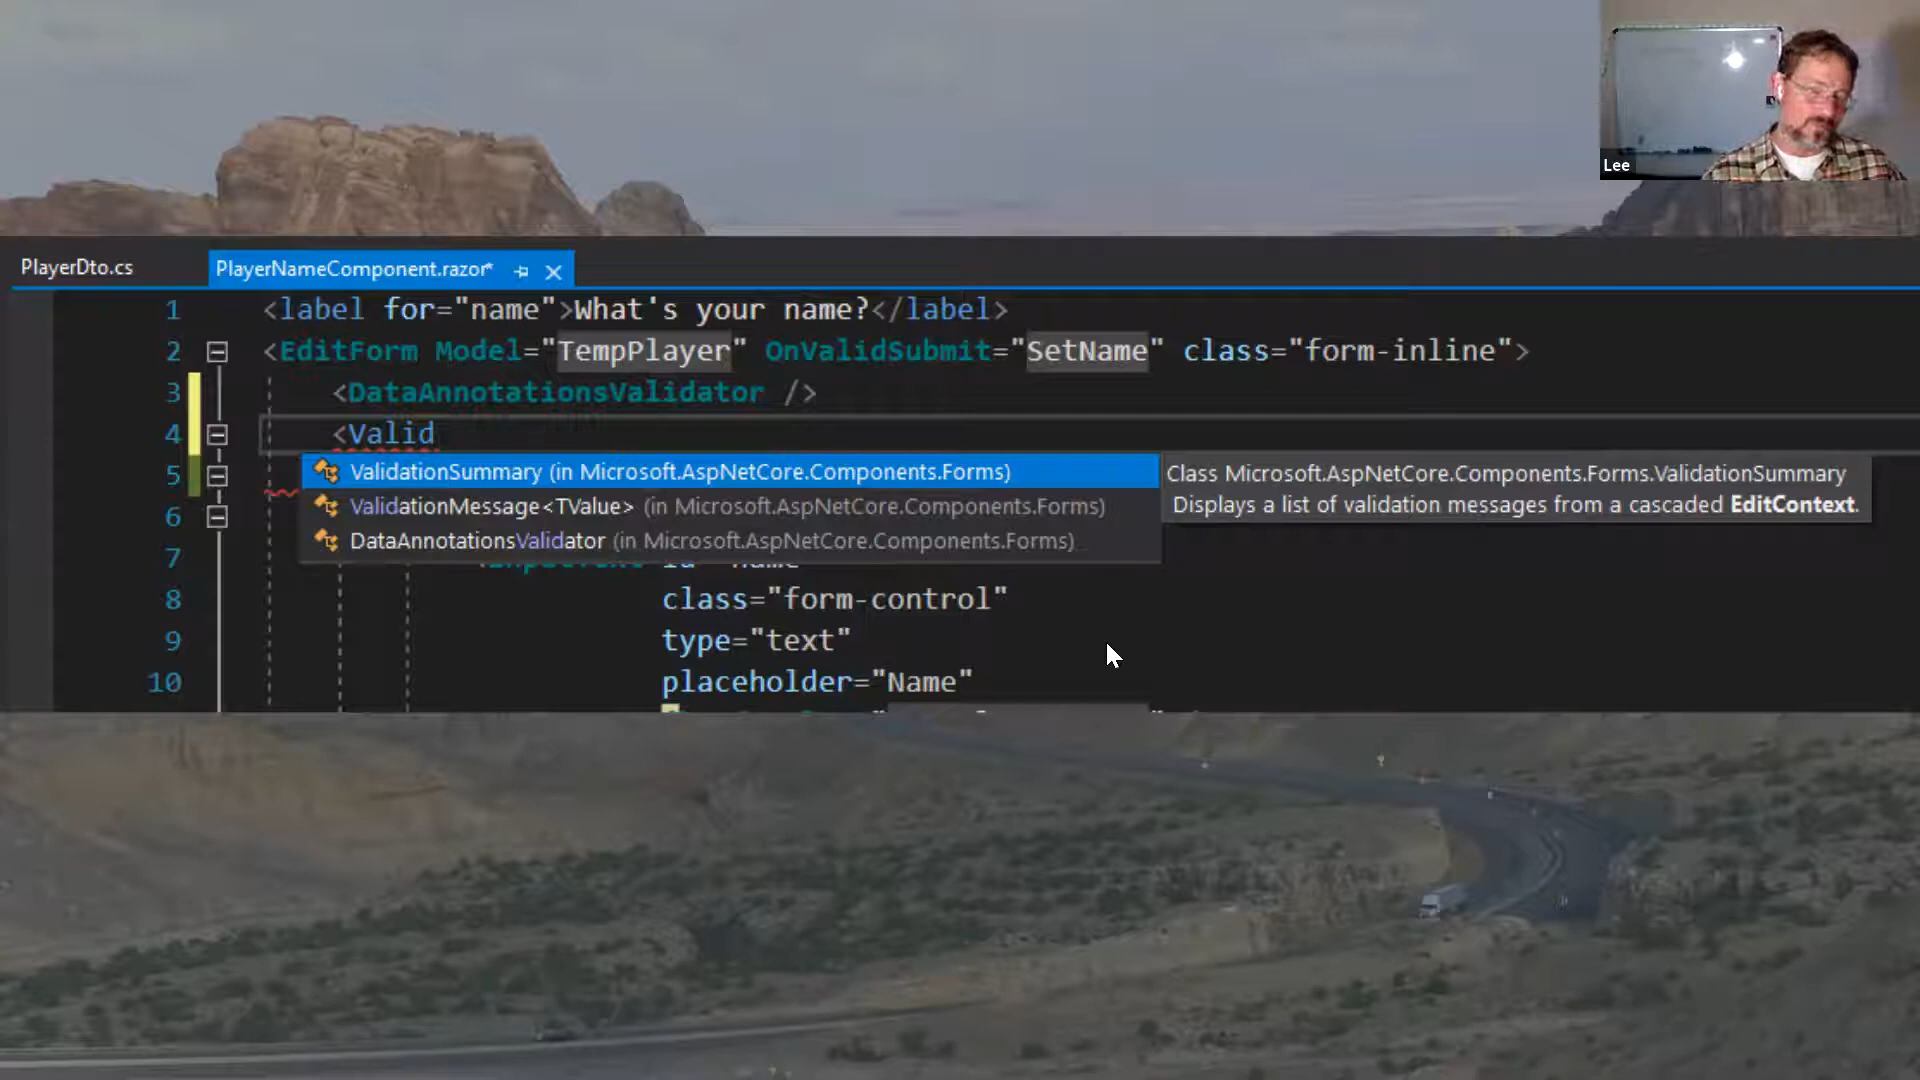 Lee
PlayerDto.cs
PlayerNameComponent.razor*
1 <label for="name">What's your name?</label>
2 <EditForm Model="TempPlayer" OnValidSubmit="SetName" class="form-inline">
3 <DataAnnotationsValidator />
4 <Valid
5 ValidationSummary (in Microsoft.AspNetCore.Components.Forms)
Class Microsoft.AspNetCore.Components.Forms.ValidationSummary
6 ValidationMessage<TValue> (in Microsoft.AspNetCore.Components.Forms)
Displays a list of validation messages from a cascaded EditContext.
DataAnnotationsValidator (in Microsoft.AspNetCore.Components.Forms)
7
8 class="form-control"
9 type="text"
10 placeholder="Name"